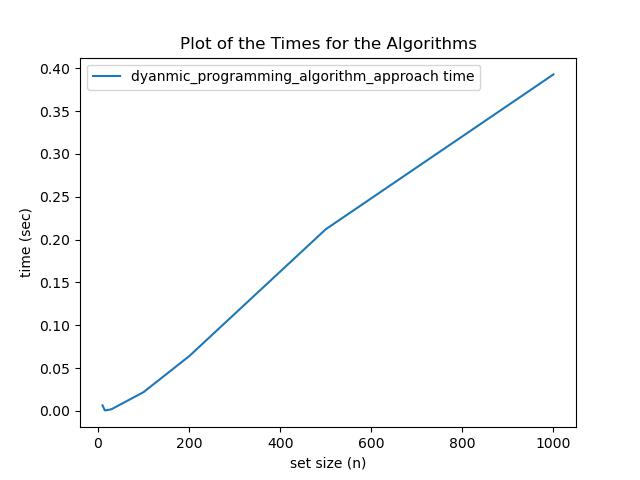 Plot of the Times for the Algorithms
dyanmic_programming_algorithm_approach time
0.40
0.35
0.30
0.25
0.20
0.15
0.10
0.05
0.00
time (sec)
0 200 400 600 800 1000
set size (n)